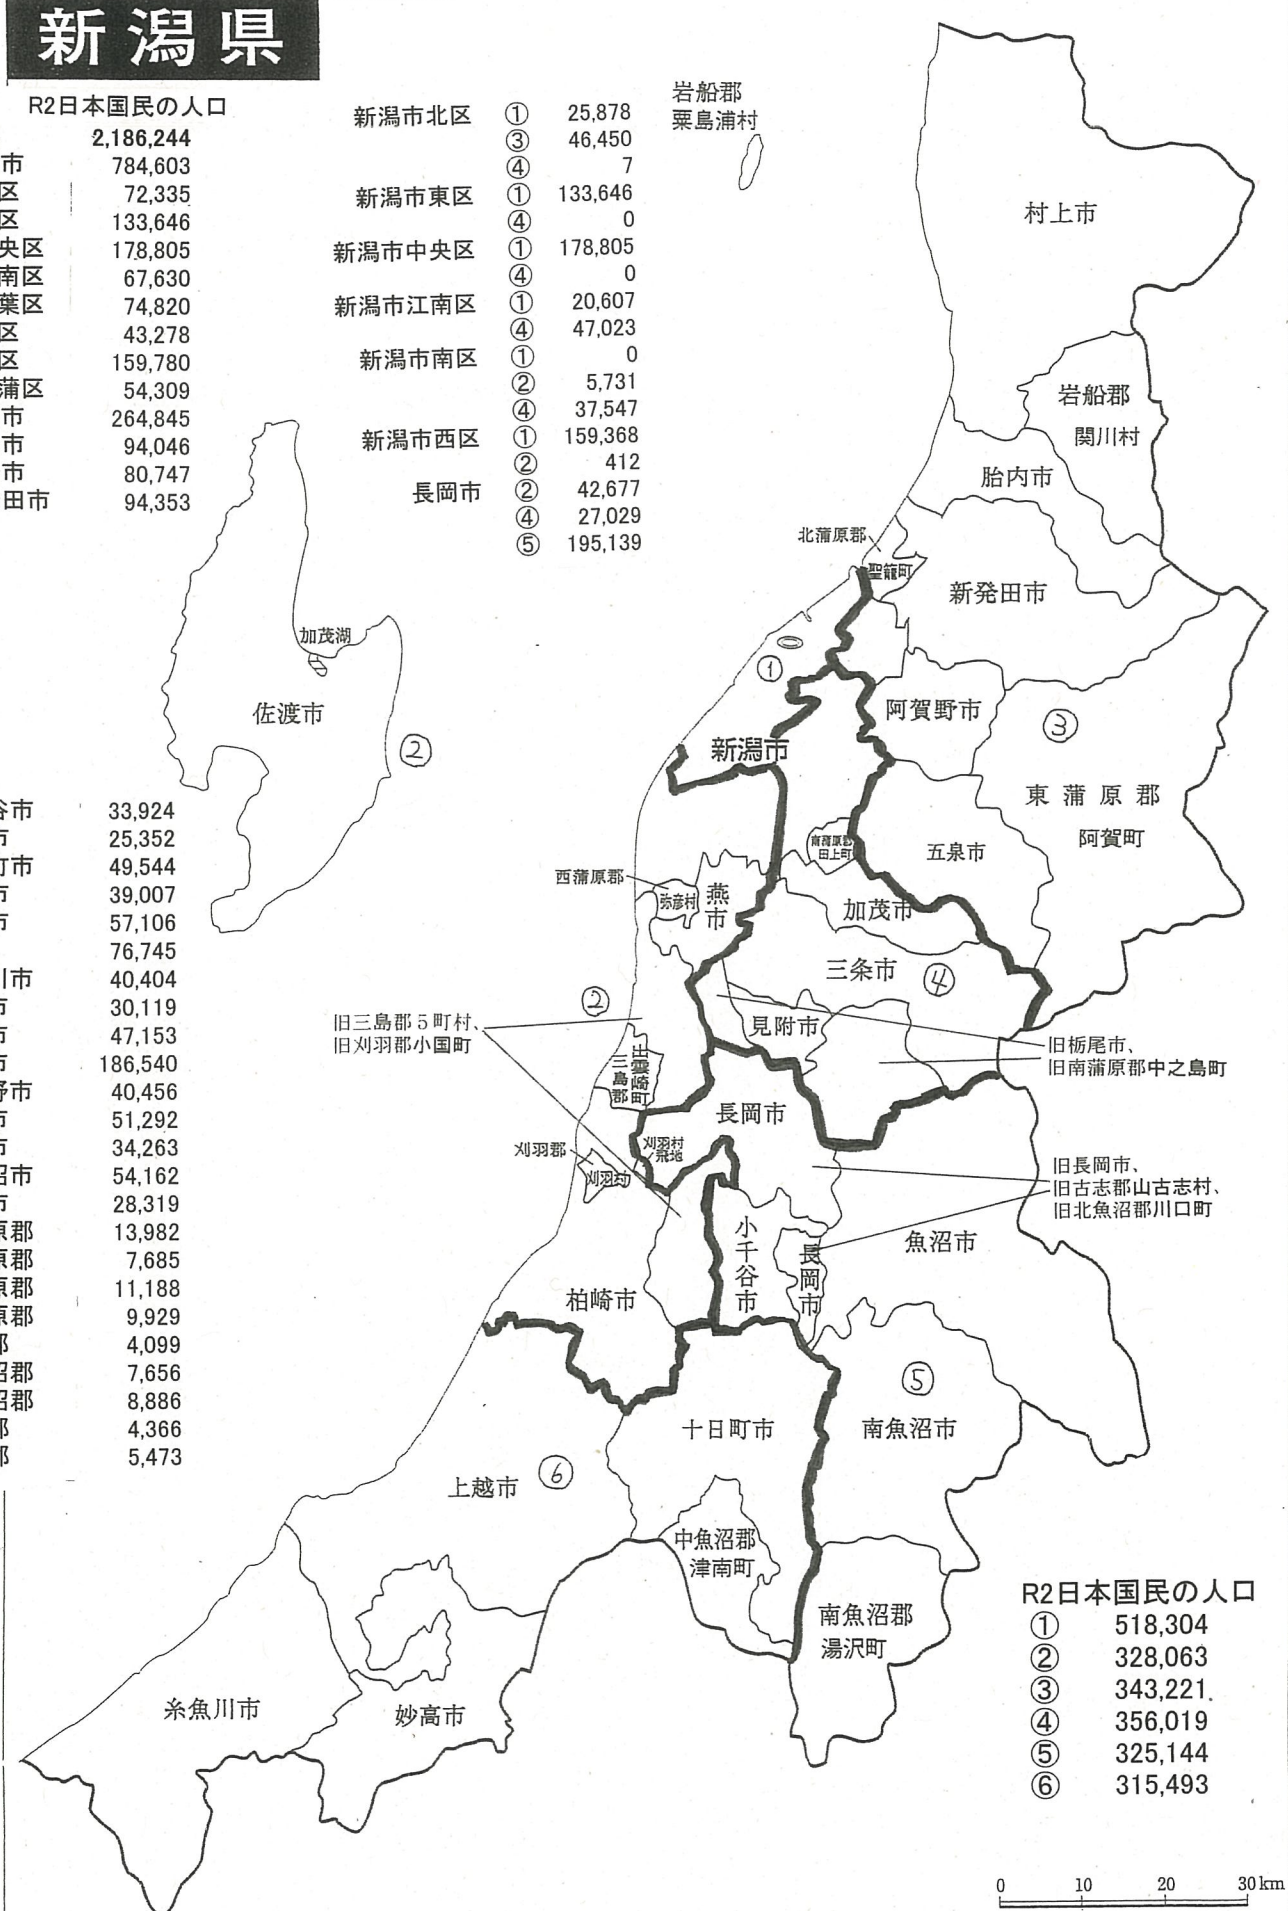 新潟県
R2日本国民の人口
2,186,244
市 784,603
区 72,335
区 133,646
央区 178,805
南区 67,630
葉区 74,820
区 43,278
区 159,780
蒲区 54,309
市 264,845
市 94,046
市 80,747
田市 94,353
新潟市北区 ① 25,878
③ 46,450
④ 7
新潟市東区 ① 133,646
④ 0
新潟市中央区 ① 178,805
④ 0
新潟市江南区 ① 20,607
④ 47,023
新潟市南区 ① 0
② 5,731
④ 37,547
新潟市西区 ① 159,368
② 412
長岡市 ② 42,677
④ 27,029
⑤ 195,139
岩船郡
粟島浦村
村上市
岩船郡
関川村
胎内市
北蒲原郡
聖籠町
新発田市
加茂湖
佐渡市
②
①
新潟市
阿賀野市
③
東蒲原郡
阿賀町
南蒲原郡
田上町
五泉市
西蒲原郡
弥彦村
燕市
加茂市
三条市
④
見附市
②
旧三島郡5町村、
旧刈羽郡小国町
旧栃尾市、
旧南蒲原郡中之島町
三島郡
出雲崎町
長岡市
刈羽村
飛地
刈羽郡
刈羽村
旧長岡市、
旧古志郡山古志村、
旧北魚沼郡川口町
小千谷市
長岡市
魚沼市
柏崎市
⑤
南魚沼市
十日町市
上越市
⑥
中魚沼郡
津南町
南魚沼郡
湯沢町
糸魚川市
妙高市
谷市 33,924
市 25,352
町市 49,544
市 39,007
市 57,106
76,745
川市 40,404
市 30,119
市 47,153
市 186,540
野市 40,456
市 51,292
市 34,263
沼市 54,162
市 28,319
原郡 13,982
原郡 7,685
原郡 11,188
原郡 9,929
郡 4,099
沼郡 7,656
沼郡 8,886
郡 4,366
郡 5,473
R2日本国民の人口
① 518,304
② 328,063
③ 343,221
④ 356,019
⑤ 325,144
⑥ 315,493
0 10 20 30km